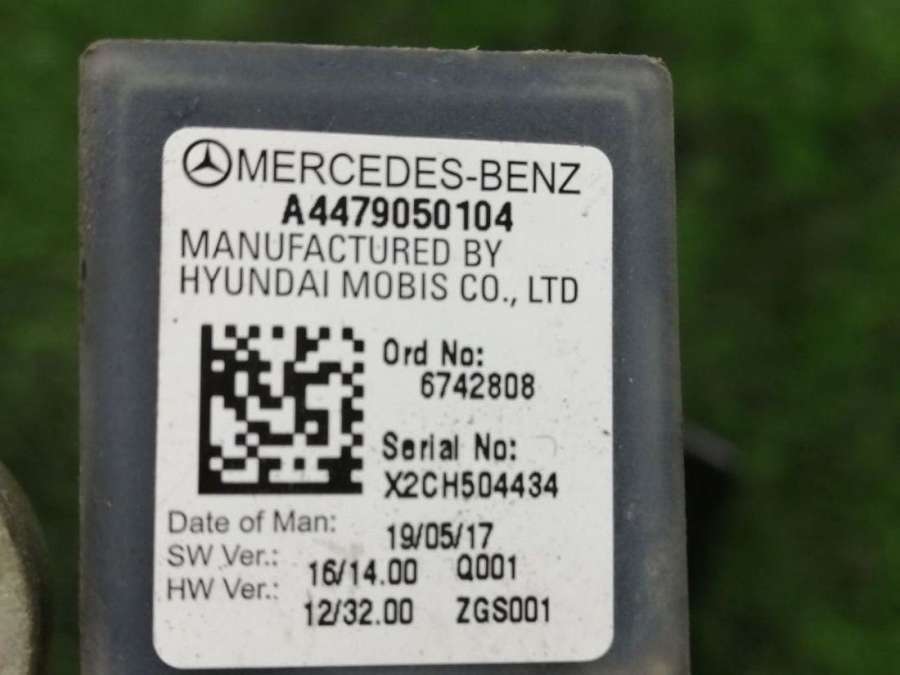 MERCEDES-BENZ
A4479050104
MANUFACTURED BY
HYUNDAI MOBIS CO., LTD
Ord No:
6742808
Serial No:
X2CH504434
Date of Man: 19/05/17
SW Ver.: 16/14.00 Q001
HW Ver.: 12/32.00 ZGS001